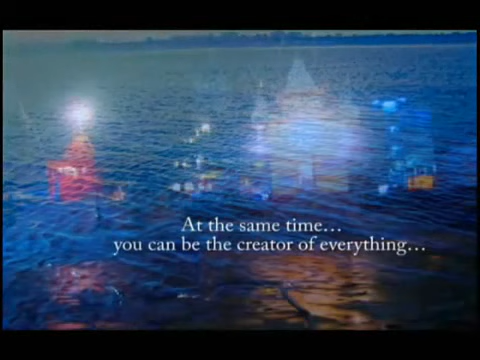 At the same time…
you can be the creator of everything…